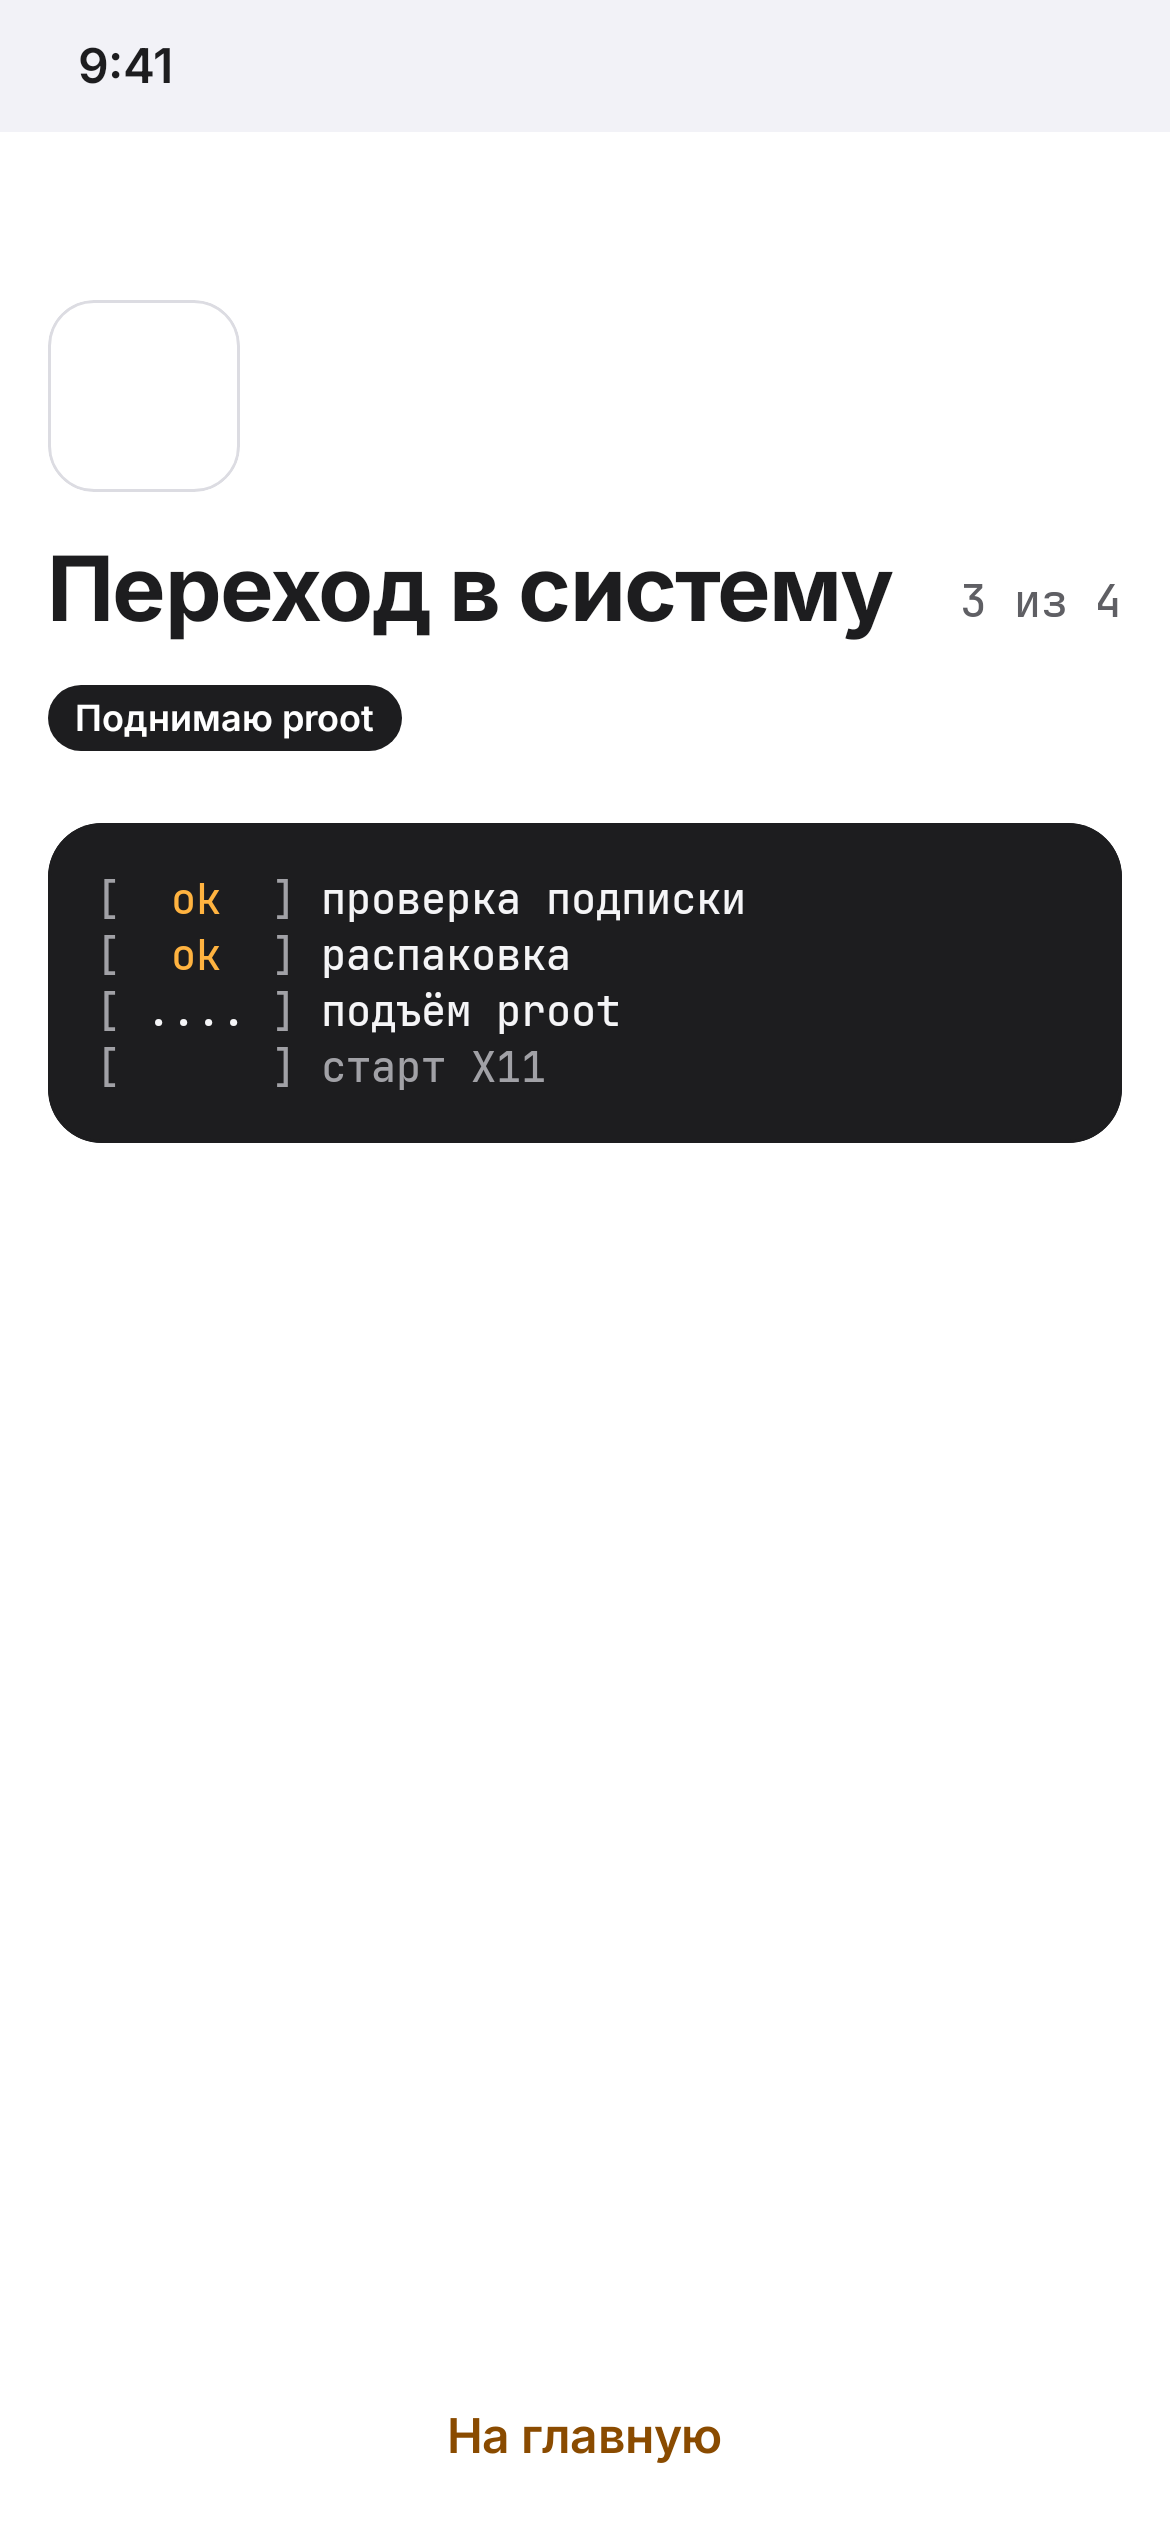 9:41
Переход в систему 3 из 4
Поднимаю proot
[  ok  ] проверка подписки
[  ok  ] распаковка
[ .... ] подъём proot
[      ] старт X11
На главную